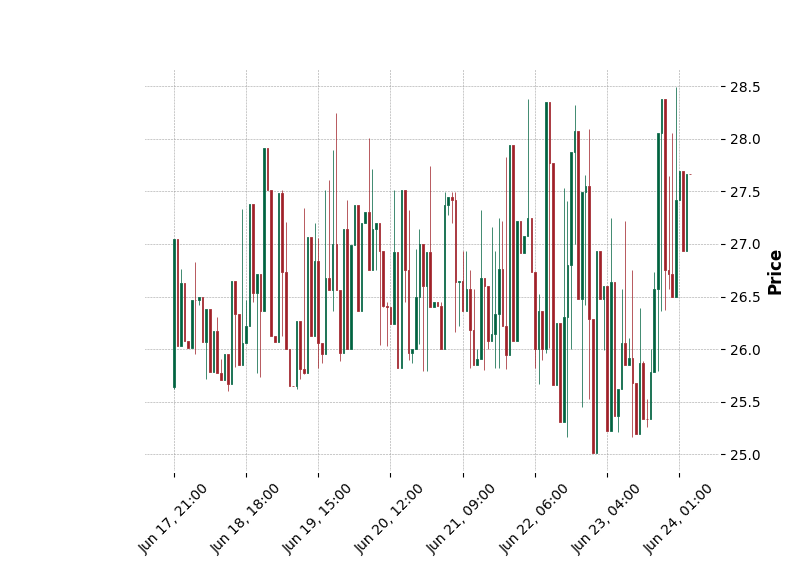 28.5
28.0
27.5
27.0
26.5
26.0
25.5
25.0
Price
Jun 17, 21:00
Jun 18, 18:00
Jun 19, 15:00
Jun 20, 12:00
Jun 21, 09:00
Jun 22, 06:00
Jun 23, 04:00
Jun 24, 01:00